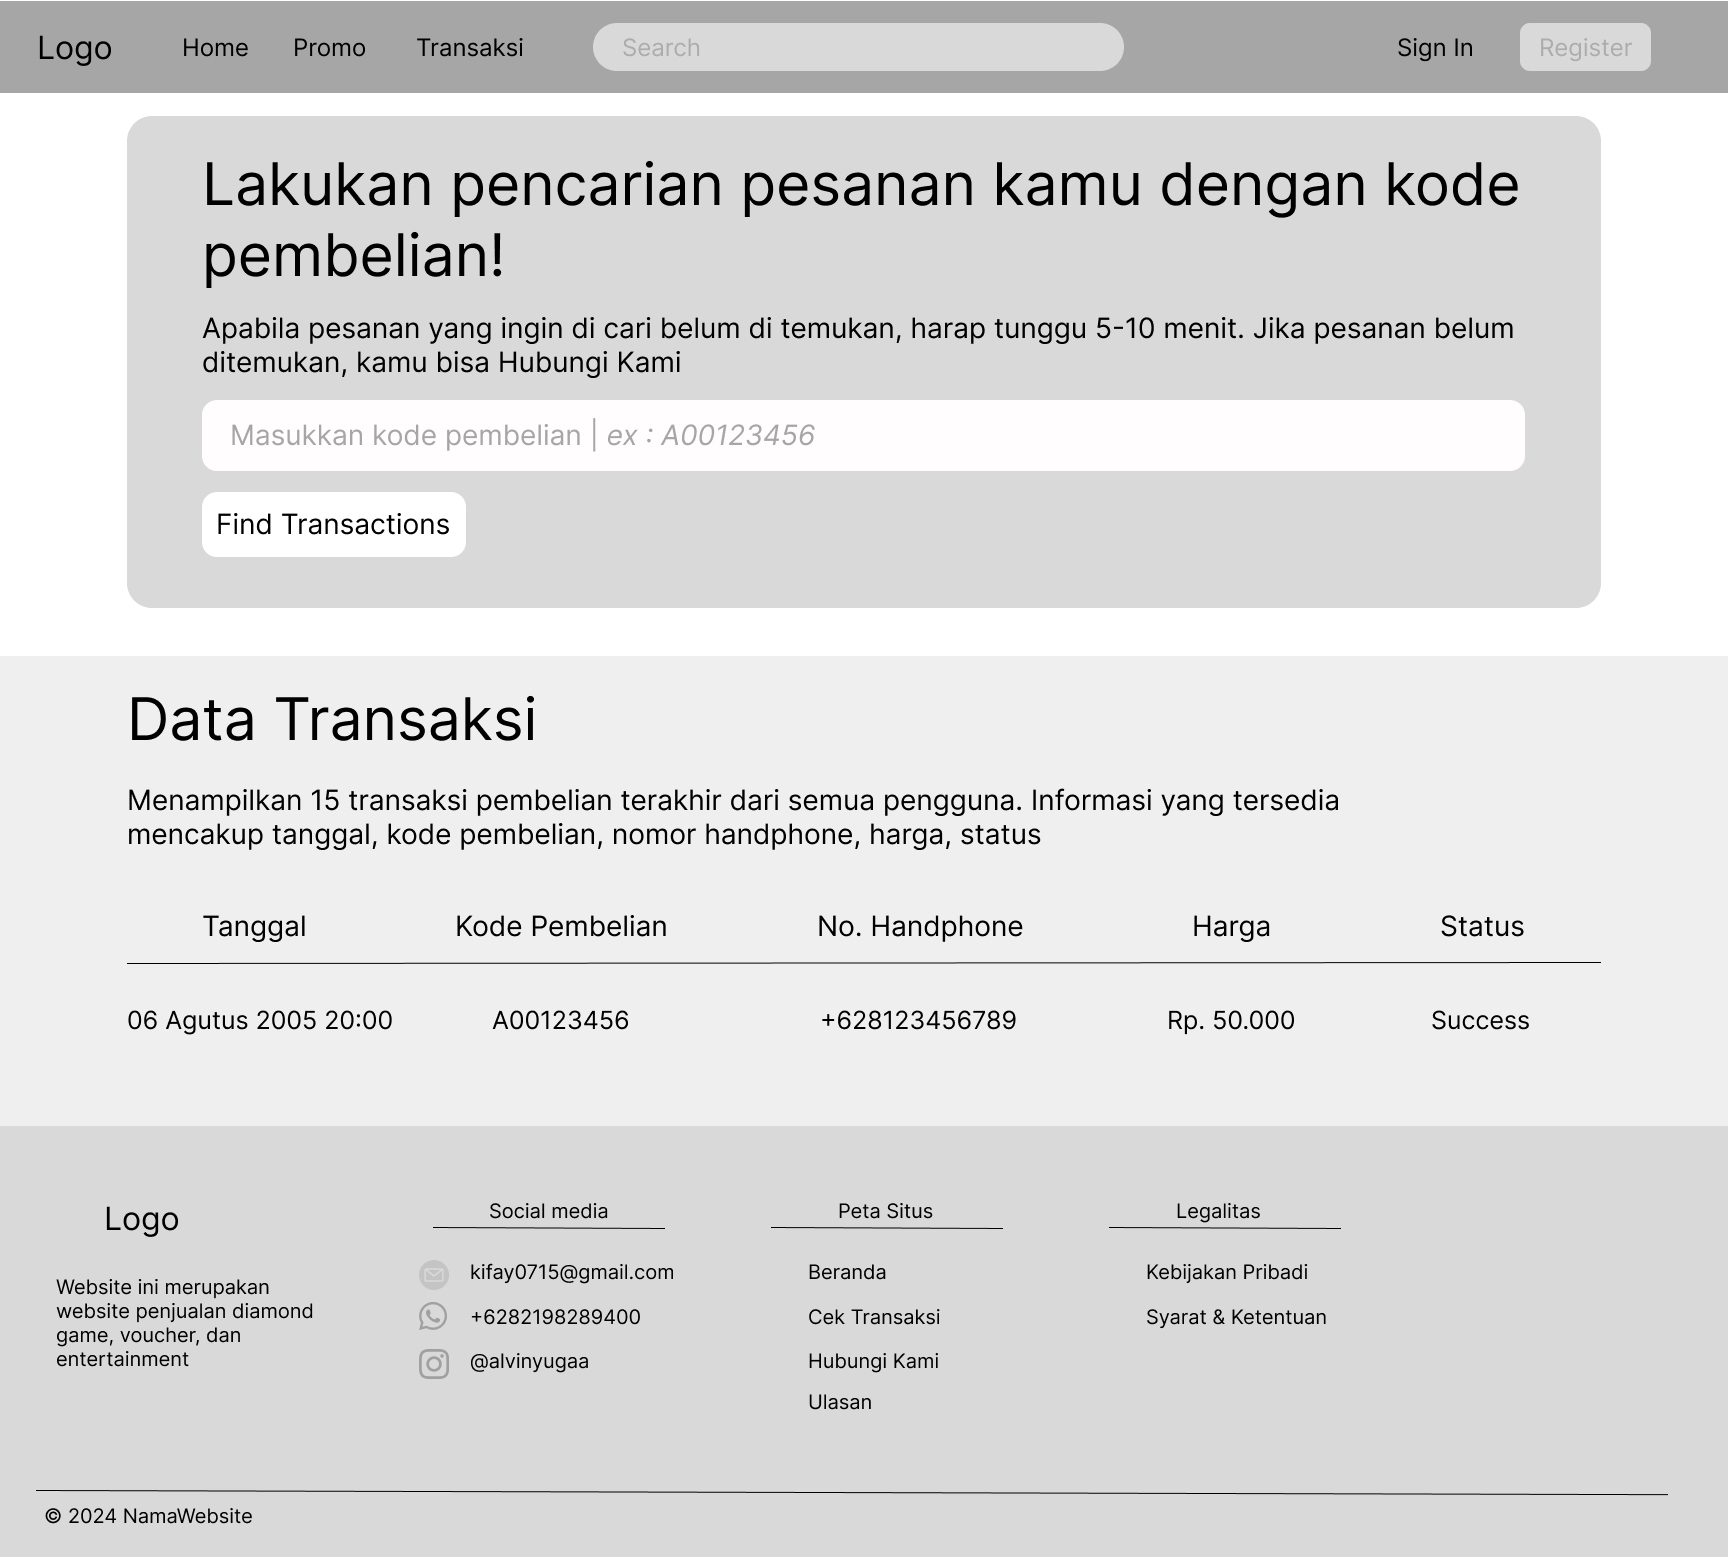 Logo
Home
Promo
Transaksi
Search
Sign In
Register
Lakukan pencarian pesanan kamu dengan kode
pembelian!
Apabila pesanan yang ingin di cari belum di temukan, harap tunggu 5-10 menit. Jika pesanan belum
ditemukan, kamu bisa Hubungi Kami
Masukkan kode pembelian | ex : A00123456
Find Transactions
Data Transaksi
Menampilkan 15 transaksi pembelian terakhir dari semua pengguna. Informasi yang tersedia
mencakup tanggal, kode pembelian, nomor handphone, harga, status
Tanggal Kode Pembelian No. Handphone Harga Status
06 Agutus 2005 20:00 A00123456 +628123456789 Rp. 50.000 Success
Logo
Website ini merupakan
website penjualan diamond
game, voucher, dan
entertainment
Social media
kifay0715@gmail.com
+6282198289400
@alvinyugaa
Peta Situs
Beranda
Cek Transaksi
Hubungi Kami
Ulasan
Legalitas
Kebijakan Pribadi
Syarat & Ketentuan
© 2024 NamaWebsite